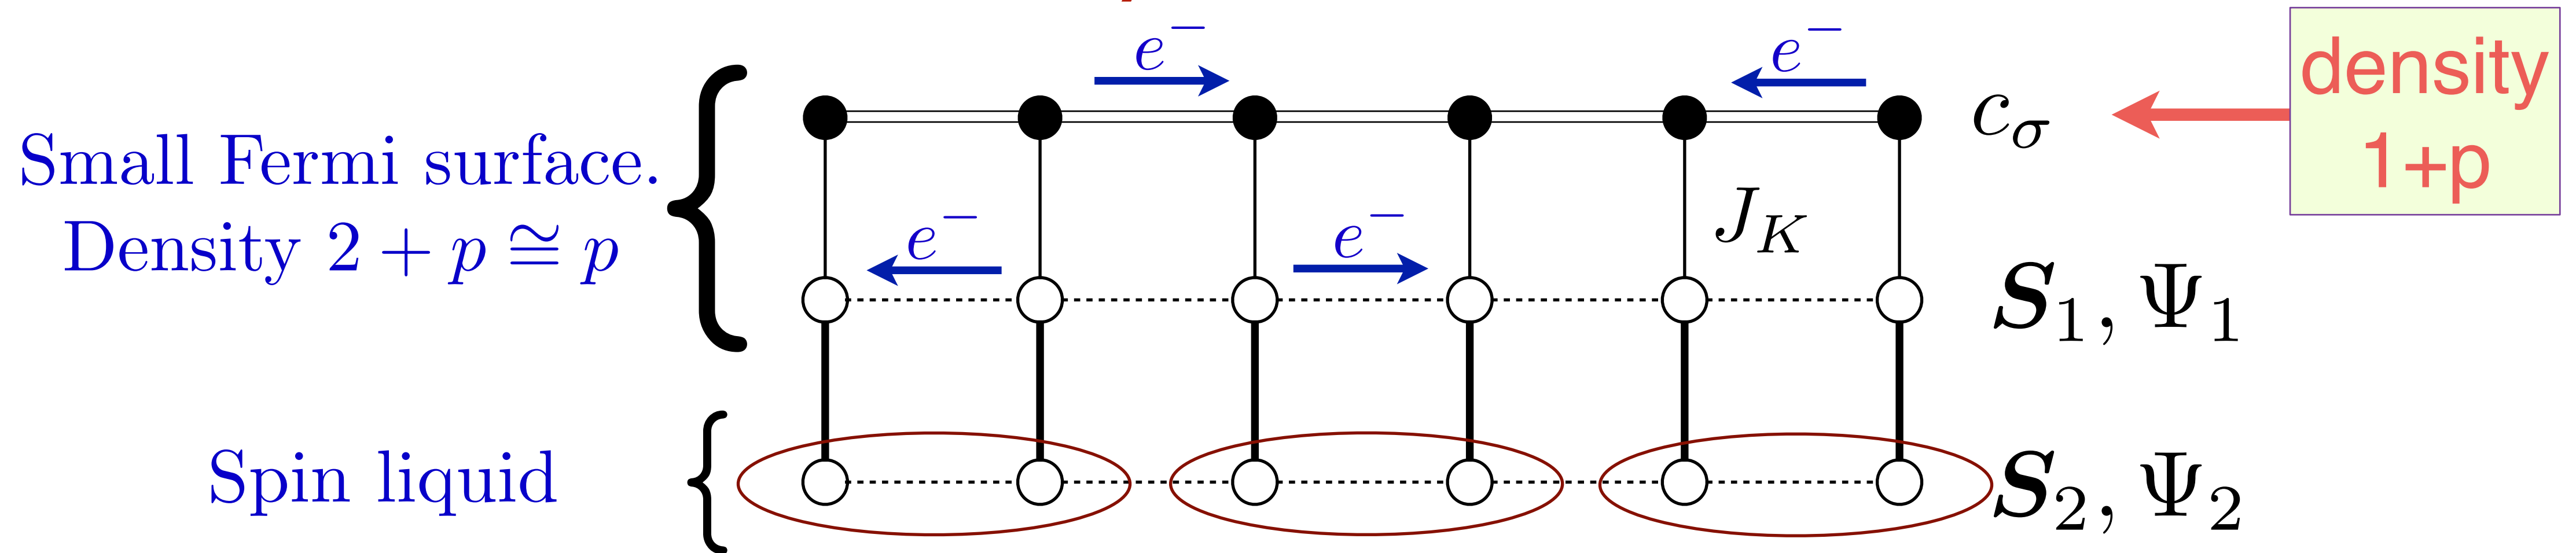 e⁻
e⁻
c_σ
density
1+p
Small Fermi surface.
Density 2 + p ≅ p
e⁻
e⁻
J_K
S₁, Ψ₁
Spin liquid
S₂, Ψ₂